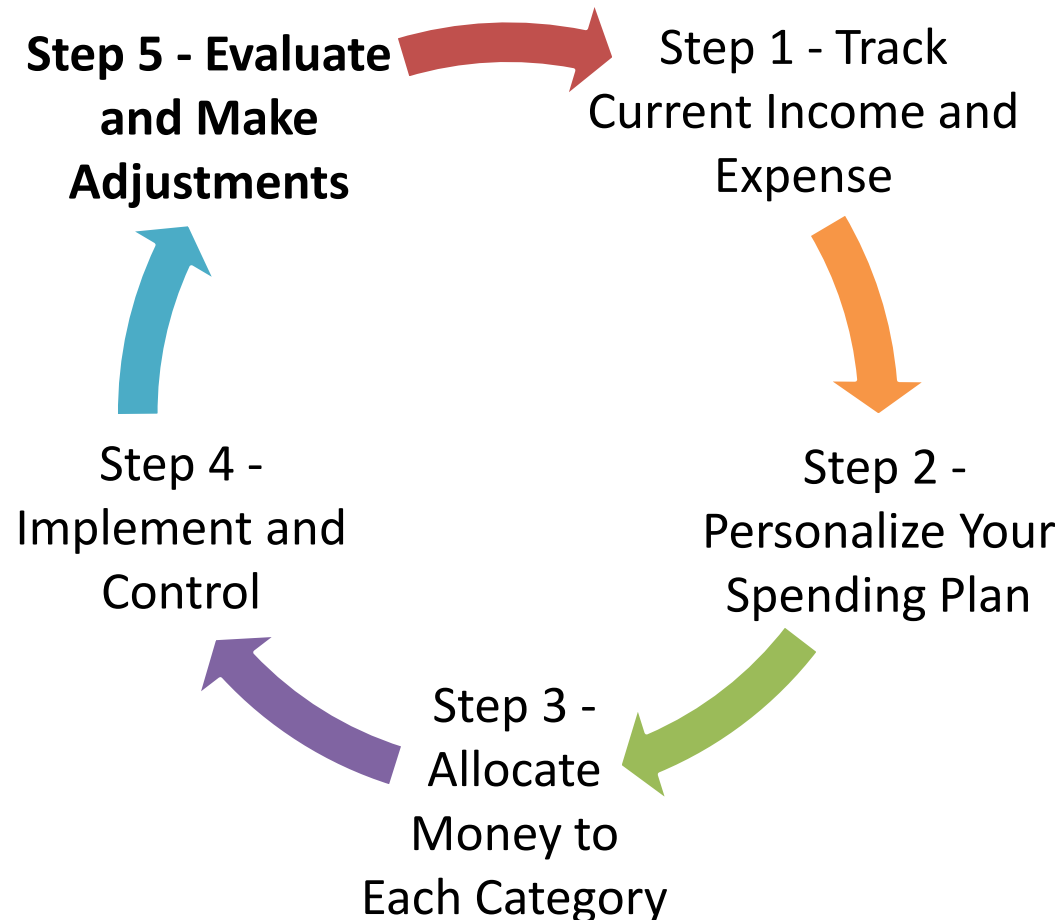 Step 5 - Evaluate
and Make
Adjustments
Step 1 - Track
Current Income and
Expense
Step 2 -
Personalize Your
Spending Plan
Step 3 -
Allocate
Money to
Each Category
Step 4 -
Implement and
Control